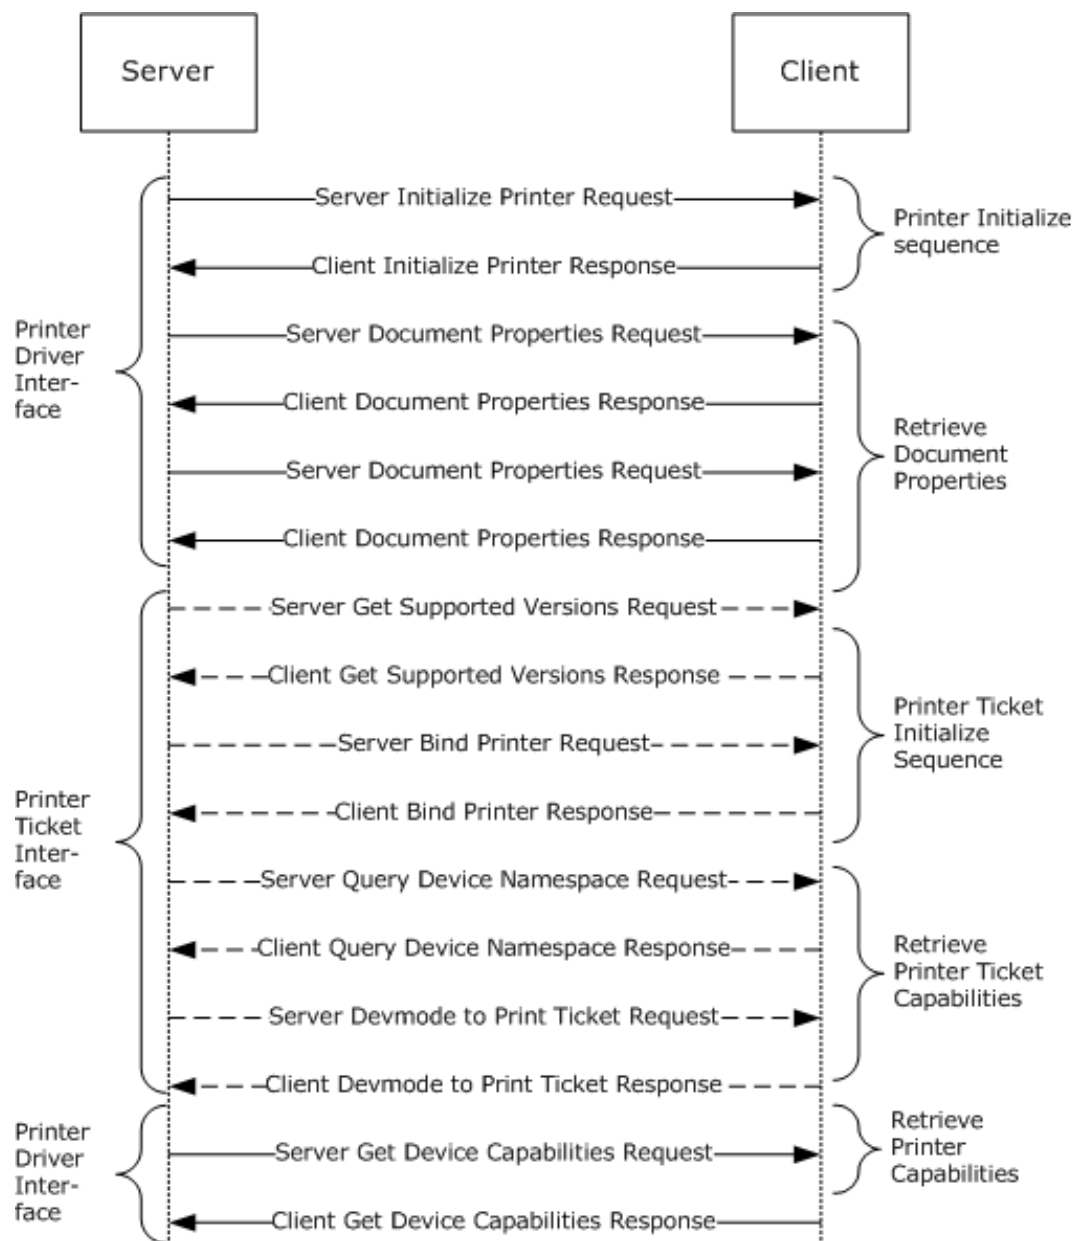 Server
Client
Server Initialize Printer Request
Printer Initialize
sequence
Client Initialize Printer Response
Printer
Driver
Inter-
face
Server Document Properties Request
Client Document Properties Response
Retrieve
Document
Properties
Server Document Properties Request
Client Document Properties Response
Server Get Supported Versions Request
Client Get Supported Versions Response
Printer Ticket
Initialize
Sequence
Server Bind Printer Request
Client Bind Printer Response
Printer
Ticket
Inter-
face
Server Query Device Namespace Request
Client Query Device Namespace Response
Retrieve
Printer Ticket
Capabilities
Server Devmode to Print Ticket Request
Client Devmode to Print Ticket Response
Printer
Driver
Inter-
face
Server Get Device Capabilities Request
Retrieve
Printer
Capabilities
Client Get Device Capabilities Response